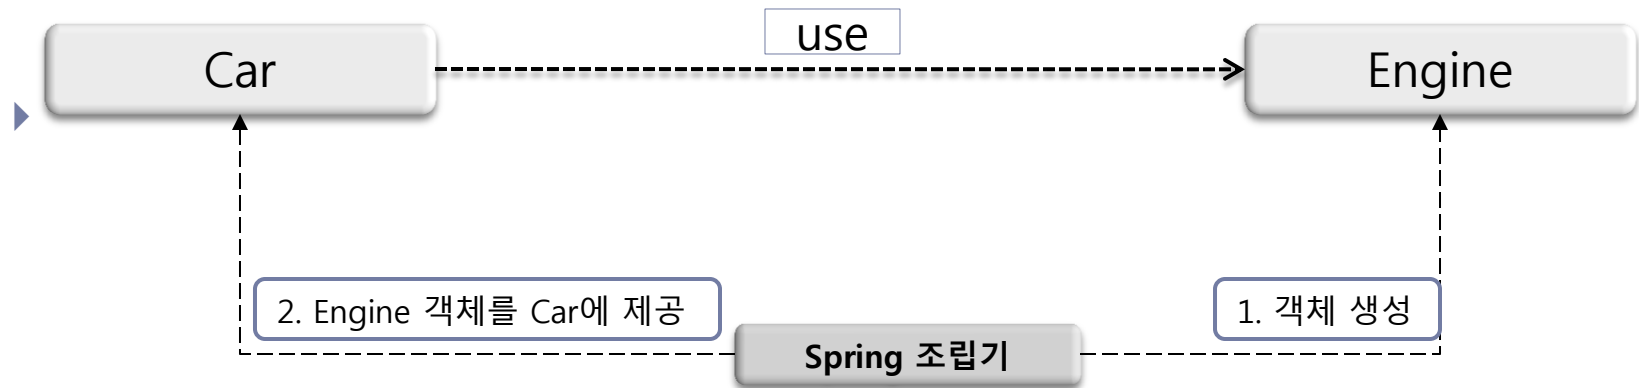 use
Car
Engine
2. Engine 객체를 Car에 제공
1. 객체 생성
Spring 조립기